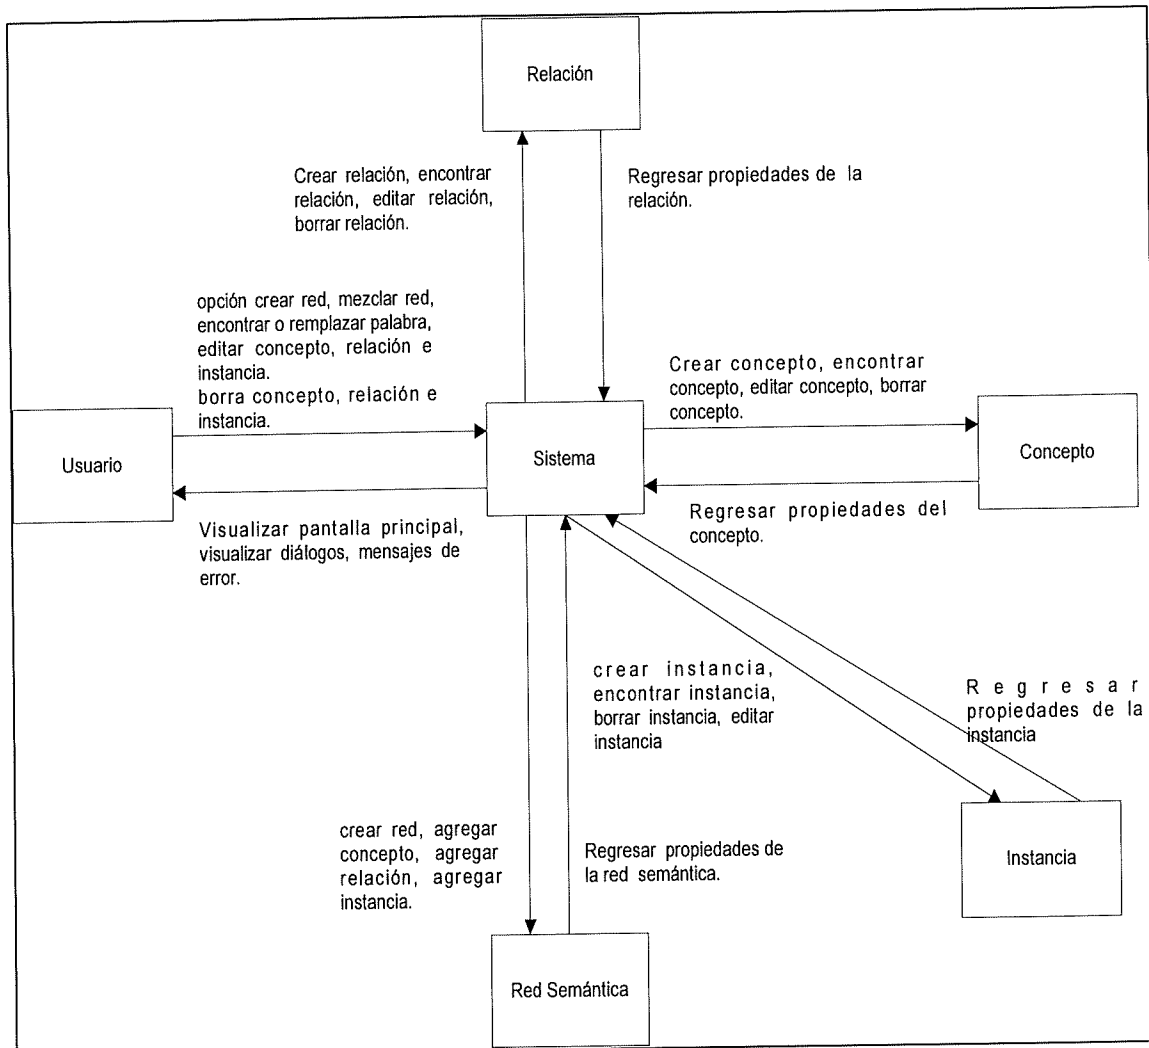 Relación
Crear relación, encontrar
relación, editar relación,
borrar relación.
Regresar propiedades de la
relación.
opción crear red, mezclar red,
encontrar o remplazar palabra,
editar concepto, relación e
instancia.
borra concepto, relación e
instancia.
Crear concepto, encontrar
concepto, editar concepto, borrar
concepto.
Usuario
Sistema
Concepto
Visualizar pantalla principal,
visualizar diálogos, mensajes de
error.
Regresar propiedades del
concepto.
crear instancia,
encontrar instancia,
borrar instancia, editar
instancia
Regresar
propiedades de la
instancia
crear red, agregar
concepto, agregar
relación, agregar
instancia.
Regresar propiedades de
la red semántica.
Instancia
Red Semántica